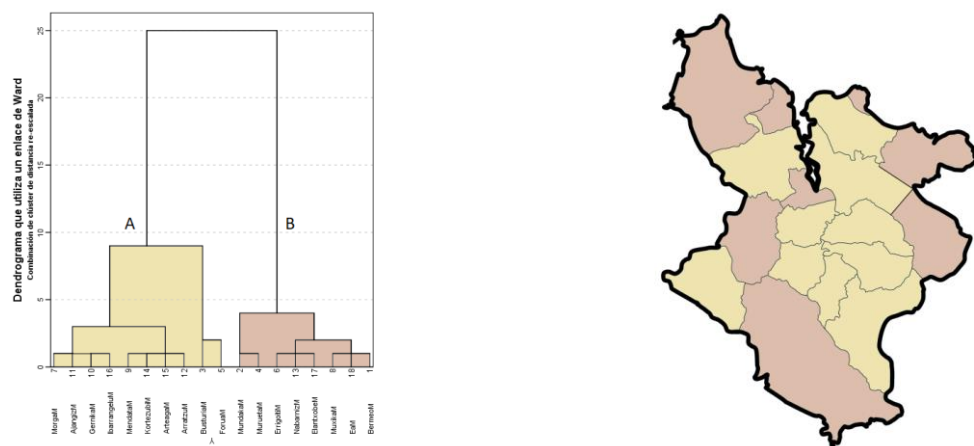 Dendrograma que utiliza un enlace de Ward
Combinación de clúster de distancia re-escalada
25
20
15
10
5
0
A
B
7
11
10
16
9
14
15
12
3
5
2
4
6
13
17
8
18
1
MorgaM
AjangizM
GernikaM
IbarrangeluM
MendataM
KortezubiM
ArteagaM
ArratzuM
BusturiaM
ForuaM
MundakaM
MuruetaM
ErrigoitiM
NabarnizM
ElantxobeM
MuxikaM
EaM
BermeoM
Y